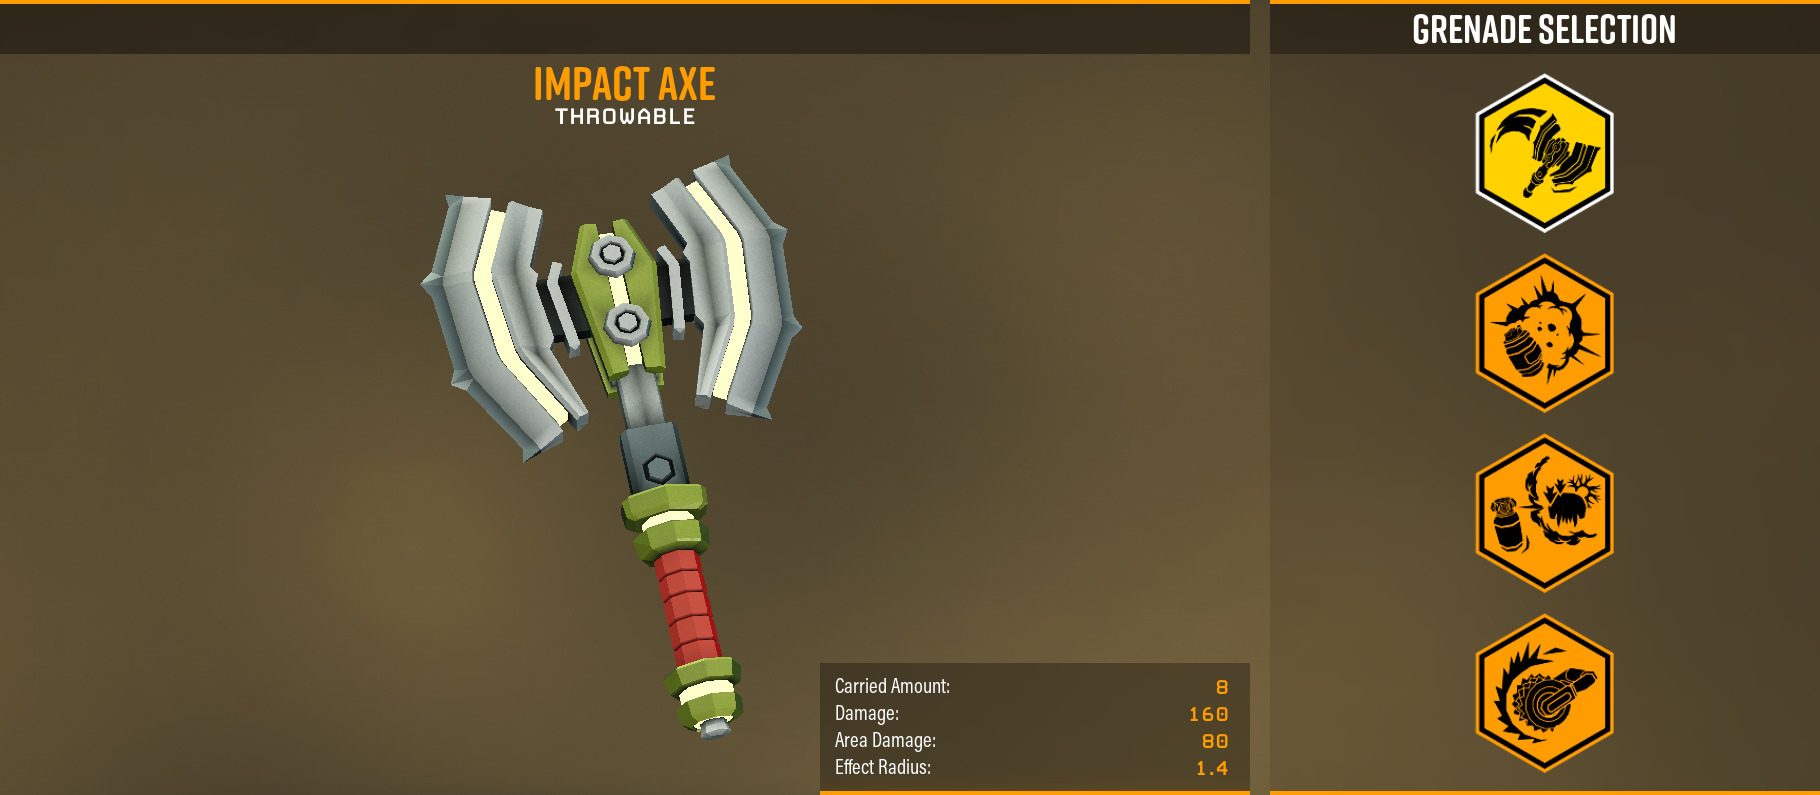 GRENADE SELECTION
IMPACT AXE
THROWABLE
Carried Amount: 8
Damage: 160
Area Damage: 80
Effect Radius: 1.4